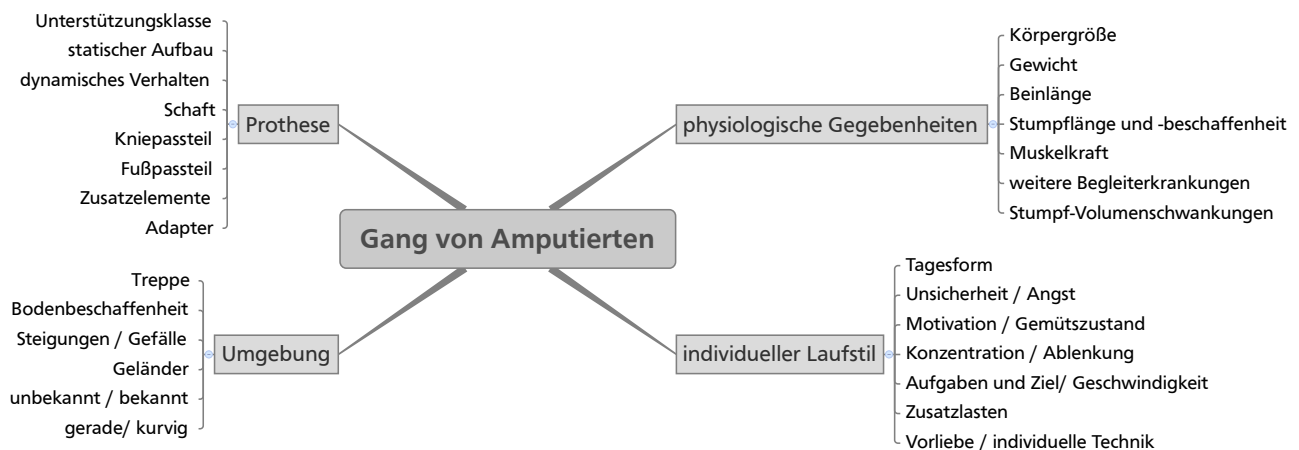 Gang von Amputierten
Prothese
Unterstützungsklasse
statischer Aufbau
dynamisches Verhalten
Schaft
Kniepassteil
Fußpassteil
Zusatzelemente
Adapter
physiologische Gegebenheiten
Körpergröße
Gewicht
Beinlänge
Stumpflänge und -beschaffenheit
Muskelkraft
weitere Begleiterkrankungen
Stumpf-Volumenschwankungen
Umgebung
Treppe
Bodenbeschaffenheit
Steigungen / Gefälle
Geländer
unbekannt / bekannt
gerade/ kurvig
individueller Laufstil
Tagesform
Unsicherheit / Angst
Motivation / Gemütszustand
Konzentration / Ablenkung
Aufgaben und Ziel/ Geschwindigkeit
Zusatzlasten
Vorliebe / individuelle Technik